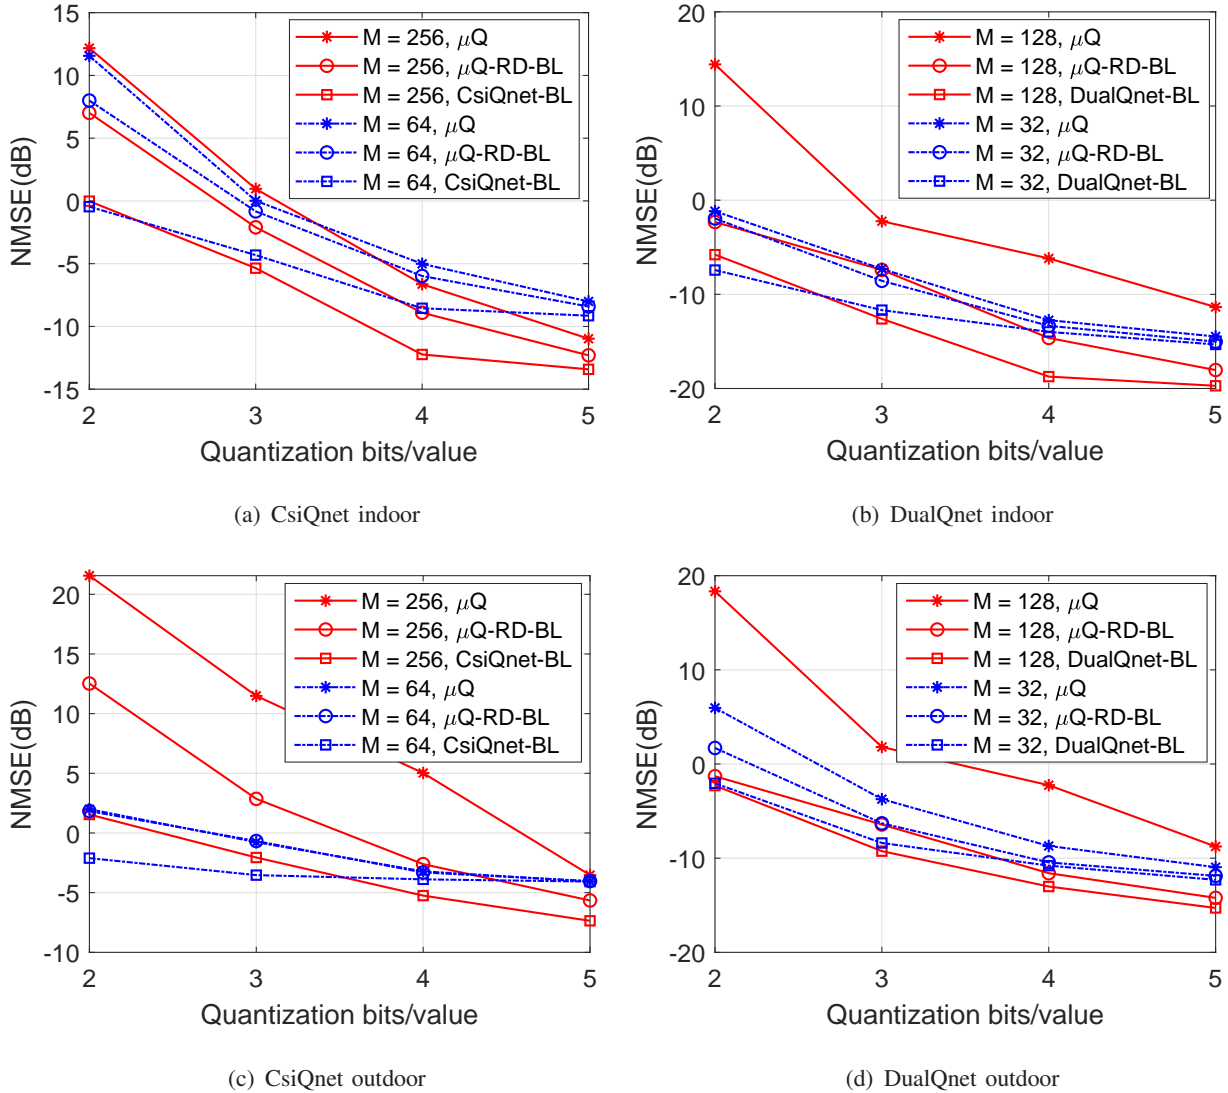 15
10
5
0
-5
-10
-15
NMSE(dB)
M = 256, μQ
M = 256, μQ-RD-BL
M = 256, CsiQnet-BL
M = 64, μQ
M = 64, μQ-RD-BL
M = 64, CsiQnet-BL
2 3 4 5
Quantization bits/value
(a) CsiQnet indoor
20
10
0
-10
-20
NMSE(dB)
M = 128, μQ
M = 128, μQ-RD-BL
M = 128, DualQnet-BL
M = 32, μQ
M = 32, μQ-RD-BL
M = 32, DualQnet-BL
2 3 4 5
Quantization bits/value
(b) DualQnet indoor
20
15
10
5
0
-5
-10
NMSE(dB)
M = 256, μQ
M = 256, μQ-RD-BL
M = 256, CsiQnet-BL
M = 64, μQ
M = 64, μQ-RD-BL
M = 64, CsiQnet-BL
2 3 4 5
Quantization bits/value
(c) CsiQnet outdoor
20
10
0
-10
-20
NMSE(dB)
M = 128, μQ
M = 128, μQ-RD-BL
M = 128, DualQnet-BL
M = 32, μQ
M = 32, μQ-RD-BL
M = 32, DualQnet-BL
2 3 4 5
Quantization bits/value
(d) DualQnet outdoor